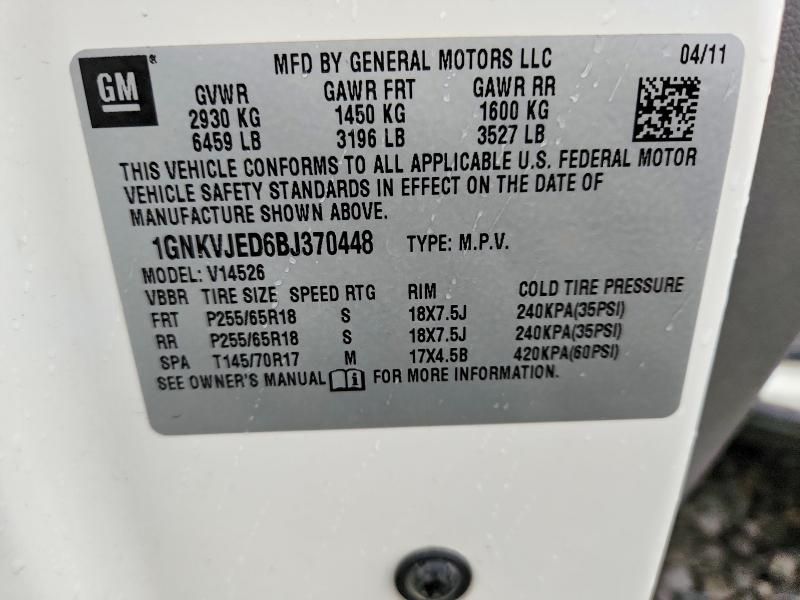 MFD BY GENERAL MOTORS LLC 04/11
GM
GVWR GAWR FRT GAWR RR
2930 KG 1450 KG 1600 KG
6459 LB 3196 LB 3527 LB
THIS VEHICLE CONFORMS TO ALL APPLICABLE U.S. FEDERAL MOTOR
VEHICLE SAFETY STANDARDS IN EFFECT ON THE DATE OF
MANUFACTURE SHOWN ABOVE.
1GNKVJED6BJ370448 TYPE: M.P.V.
MODEL: V14526
VBBR TIRE SIZE SPEED RTG RIM COLD TIRE PRESSURE
FRT P255/65R18 S 18X7.5J 240KPA(35PSI)
RR P255/65R18 S 18X7.5J 240KPA(35PSI)
SPA T145/70R17 M 17X4.5B 420KPA(60PSI)
SEE OWNER'S MANUAL FOR MORE INFORMATION.